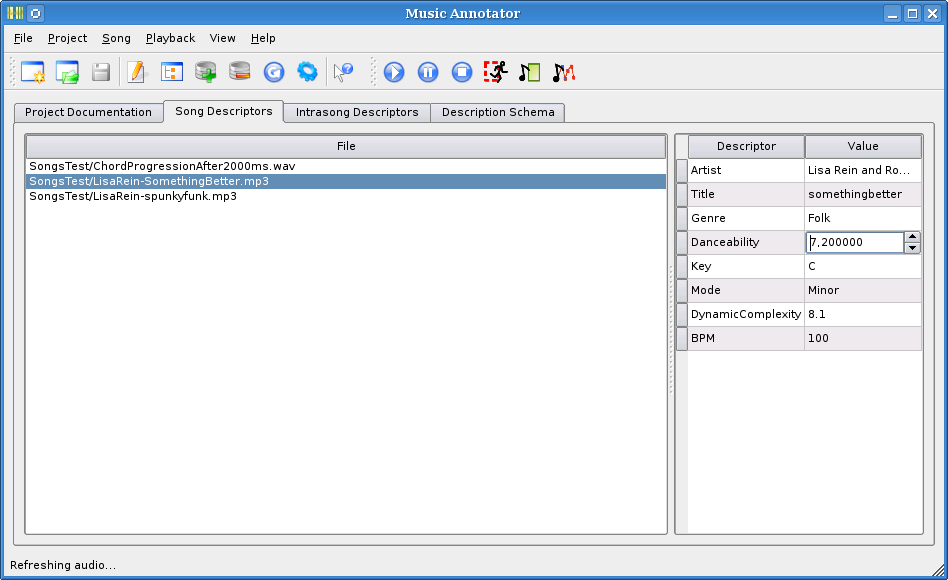 Music Annotator
File Project Song Playback View Help
Project Documentation Song Descriptors Intrasong Descriptors Description Schema
File
SongsTest/ChordProgressionAfter2000ms.wav
SongsTest/LisaRein-SomethingBetter.mp3
SongsTest/LisaRein-spunkyfunk.mp3
Descriptor Value
Artist Lisa Rein and Ro...
Title somethingbetter
Genre Folk
Danceability 7,200000
Key C
Mode Minor
DynamicComplexity 8.1
BPM 100
Refreshing audio...